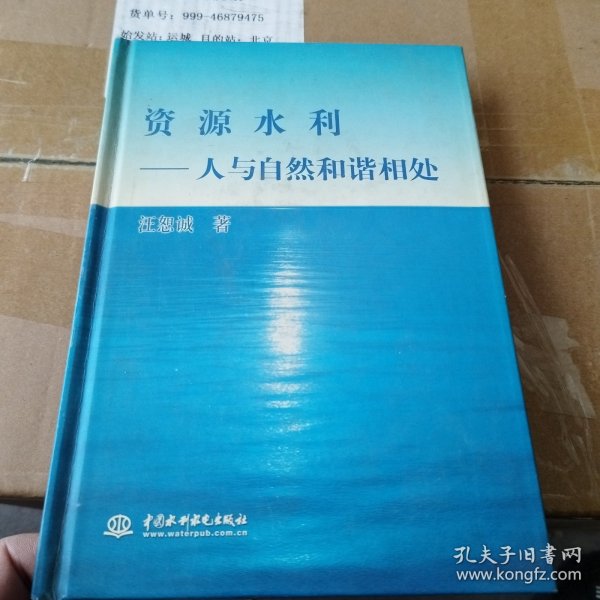 货单号：999-46879475
始发站：运城 目的站：北京
资源水利
——人与自然和谐相处
汪恕诚 著
中国水利水电出版社
www.waterpub.com.cn
孔夫子旧书网
www.kongfz.com